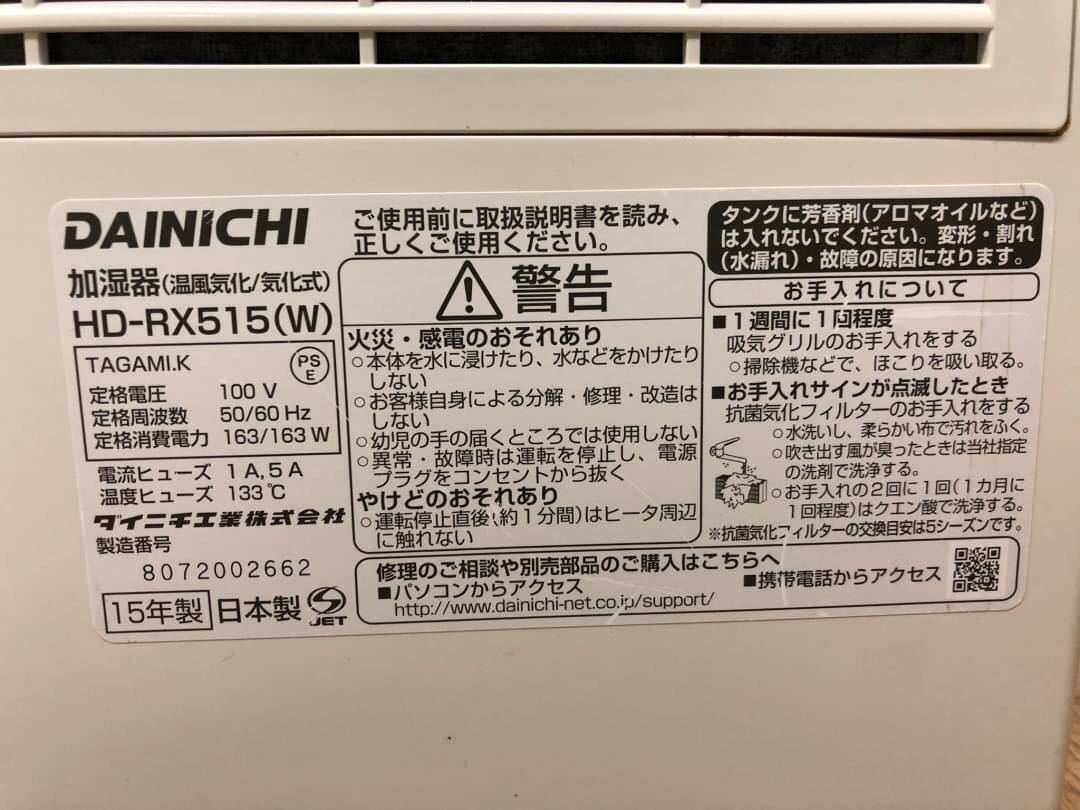 DAINICHI
加湿器(温風気化/気化式)
HD-RX515(W)
TAGAMI.K
PS
E
定格電圧 100 V
定格周波数 50/60 Hz
定格消費電力 163/163 W
電流ヒューズ 1 A, 5 A
温度ヒューズ 133℃
ダイニチ工業株式会社
製造番号
8072002662
15年製 日本製
JET
ご使用前に取扱説明書を読み、
正しくご使用ください。
警告
火災・感電のおそれあり
○本体を水に浸けたり、水などをかけたり
しない
○お客様自身による分解・修理・改造は
しない
○幼児の手の届くところでは使用しない
○異常・故障時は運転を停止し、電源
プラグをコンセントから抜く
やけどのおそれあり
○運転停止直後(約1分間)はヒータ周辺
に触れない
タンクに芳香剤(アロマオイルなど)
は入れないでください。変形・割れ
(水漏れ)・故障の原因になります。
お手入れについて
■1週間に1回程度
吸気グリルのお手入れをする
○掃除機などで、ほこりを吸い取る。
■お手入れサインが点滅したとき
抗菌気化フィルターのお手入れをする
○水洗いし、柔らかい布で汚れをふく。
○吹き出す風が臭ったときは当社指定
の洗剤で洗浄する。
○お手入れの2回に1回(1カ月に
1回程度)はクエン酸で洗浄する。
※抗菌気化フィルターの交換目安は5シーズンです。
修理のご相談や別売部品のご購入はこちらへ
■パソコンからアクセス
http://www.dainichi-net.co.jp/support/
■携帯電話からアクセス